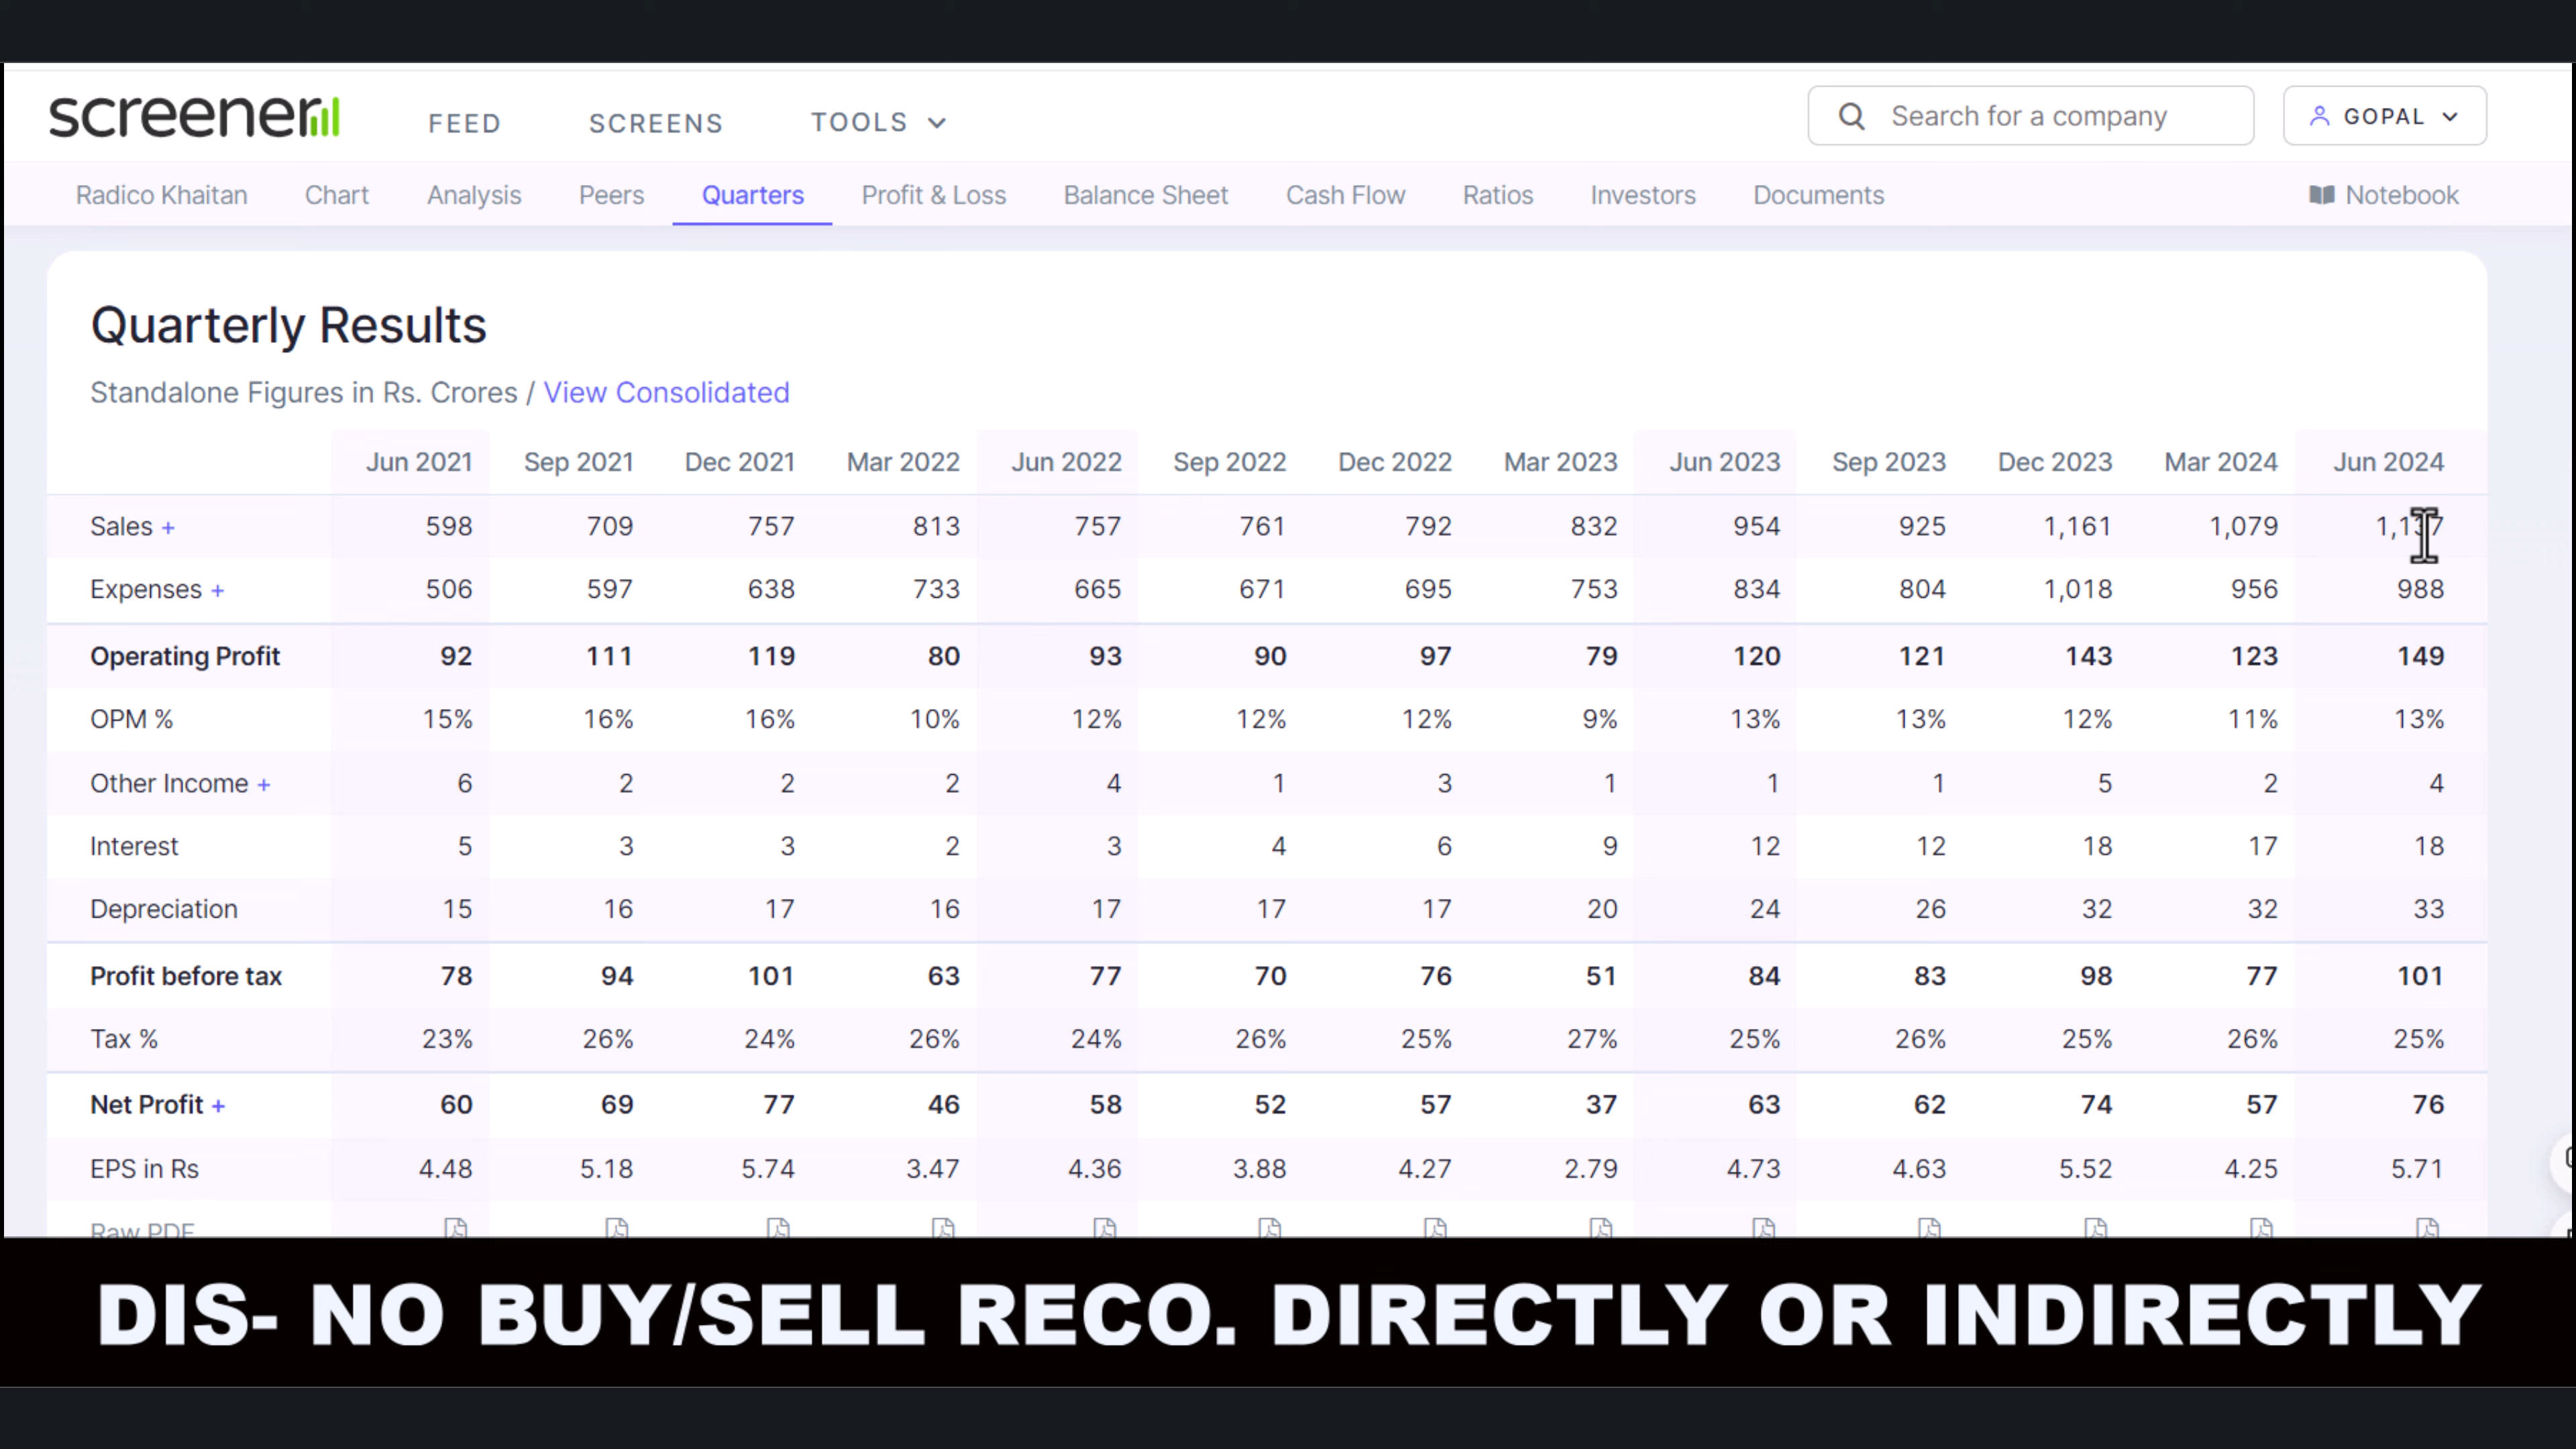 screener FEED SCREENS TOOLS Search for a company GOPAL
Radico Khaitan Chart Analysis Peers Quarters Profit & Loss Balance Sheet Cash Flow Ratios Investors Documents Notebook
Quarterly Results
Standalone Figures in Rs. Crores / View Consolidated
Jun 2021 Sep 2021 Dec 2021 Mar 2022 Jun 2022 Sep 2022 Dec 2022 Mar 2023 Jun 2023 Sep 2023 Dec 2023 Mar 2024 Jun 2024
Sales + 598 709 757 813 757 761 792 832 954 925 1,161 1,079 1,137
Expenses + 506 597 638 733 665 671 695 753 834 804 1,018 956 988
Operating Profit 92 111 119 80 93 90 97 79 120 121 143 123 149
OPM % 15% 16% 16% 10% 12% 12% 12% 9% 13% 13% 12% 11% 13%
Other Income + 6 2 2 2 4 1 3 1 1 1 5 2 4
Interest 5 3 3 2 3 4 6 9 12 12 18 17 18
Depreciation 15 16 17 16 17 17 17 20 24 26 32 32 33
Profit before tax 78 94 101 63 77 70 76 51 84 83 98 77 101
Tax % 23% 26% 24% 26% 24% 26% 25% 27% 25% 26% 25% 26% 25%
Net Profit + 60 69 77 46 58 52 57 37 63 62 74 57 76
EPS in Rs 4.48 5.18 5.74 3.47 4.36 3.88 4.27 2.79 4.73 4.63 5.52 4.25 5.71
Raw PDF
DIS- NO BUY/SELL RECO. DIRECTLY OR INDIRECTLY